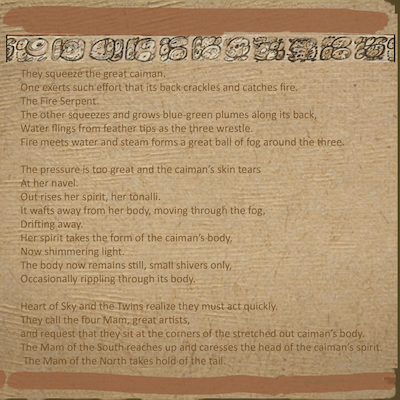 They squeeze the great caiman.
One exerts such effort that its back crackles and catches fire.
The Fire Serpent.
The other squeezes and grows blue-green plumes along its back,
Water flings from feather tips as the three wrestle.
Fire meets water and steam forms a great ball of fog around the three.
The pressure is too great and the caiman's skin tears
At her navel.
Out rises her spirit, her tonalli.
It wafts away from her body, moving through the fog,
Drifting away.
Her spirit takes the form of the caiman's body,
Now shimmering light.
The body now remains still, small shivers only,
Occasionally rippling through its body.
Heart of Sky and the Twins realize they must act quickly.
They call the four Mam, great artists,
and request that they sit at the corners of the stretched out caiman's body.
The Mam of the South reaches up and caresses the head of the caiman's spirit.
The Mam of the North takes hold of the tail.